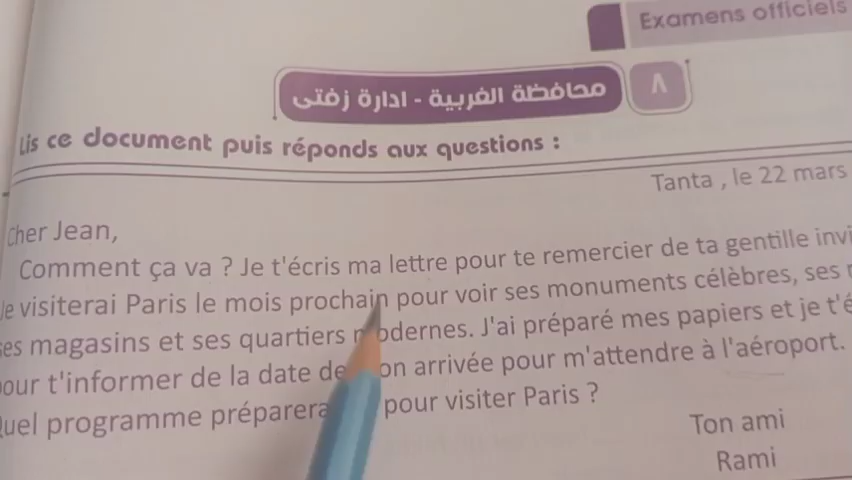 Examens officiels
محافظة الغربية - ادارة زفتى
٨
Lis ce document puis réponds aux questions :
Tanta , le 22 mars
Cher Jean,
Comment ça va ? Je t'écris ma lettre pour te remercier de ta gentille
Je visiterai Paris le mois prochain pour voir ses monuments célèbres, ses
ses magasins et ses quartiers modernes. J'ai préparé mes papiers et je
pour t'informer de la date de mon arrivée pour m'attendre à l'aéroport.
Quel programme pour visiter Paris ?
Ton ami
Rami